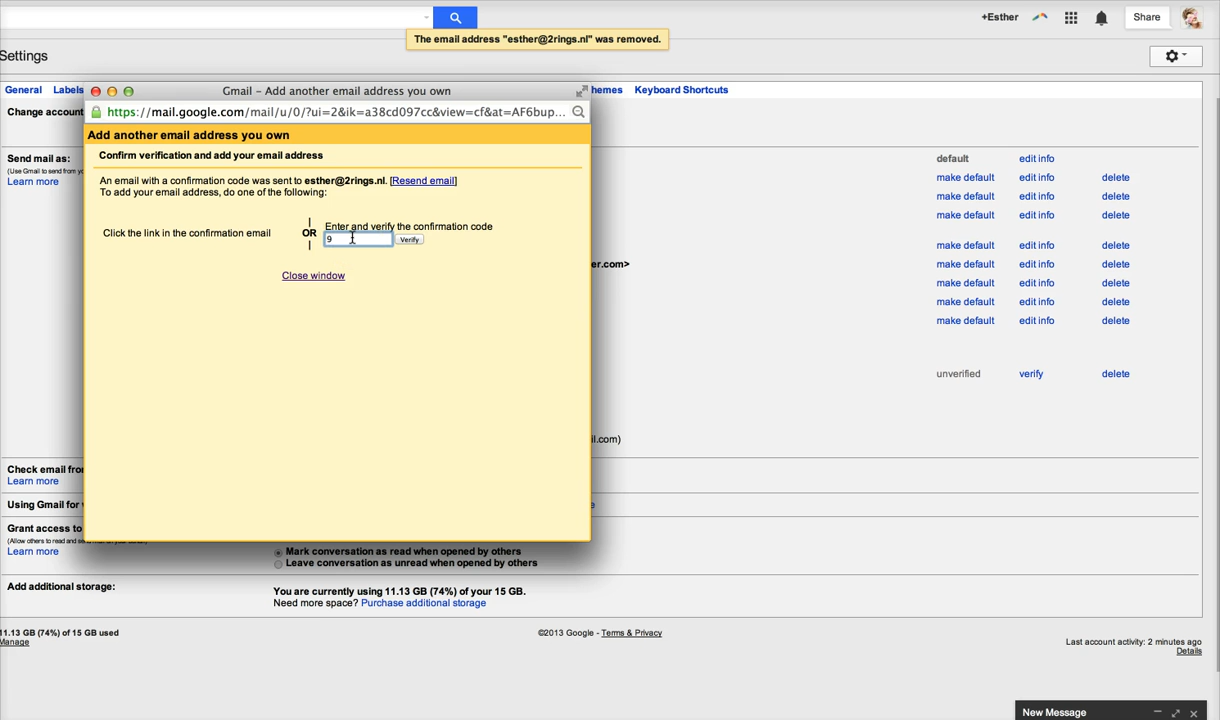 +Esther
Share
The email address "esther@2rings.nl" was removed.
Settings
General Labels
Keyboard Shortcuts
Change account
Send mail as:
Learn more
default edit info
make default edit info delete
make default edit info delete
make default edit info delete
make default edit info delete
make default edit info delete
make default edit info delete
make default edit info delete
make default edit info delete
unverified verify delete
Gmail – Add another email address you own
https://mail.google.com/mail/u/0/?ui=2&ik=a38cd097cc&view=cf&at=AF6bup...
Add another email address you own
Confirm verification and add your email address
An email with a confirmation code was sent to esther@2rings.nl. [Resend email]
To add your email address, do one of the following:
Click the link in the confirmation email
OR
Enter and verify the confirmation code
9 Verify
Close window
er.com>
il.com)
Check email from
Learn more
Using Gmail for
Grant access to
Learn more
Mark conversation as read when opened by others
Leave conversation as unread when opened by others
Add additional storage:
You are currently using 11.13 GB (74%) of your 15 GB.
Need more space? Purchase additional storage
11.13 GB (74%) of 15 GB used
Manage
©2013 Google - Terms & Privacy
Last account activity: 2 minutes ago
Details
New Message